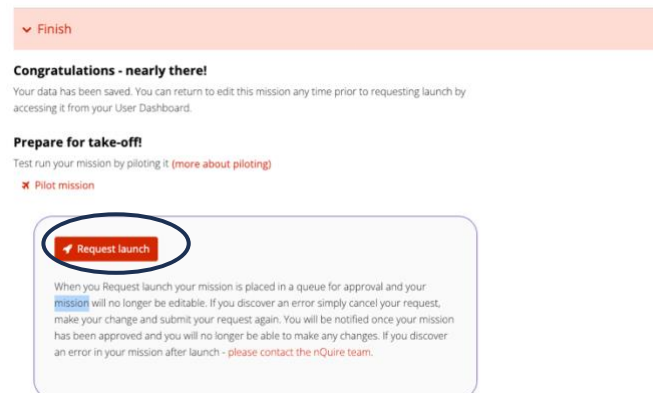 Finish
Congratulations - nearly there!
Your data has been saved. You can return to edit this mission any time prior to requesting launch by
accessing it from your User Dashboard.
Prepare for take-off!
Test run your mission by piloting it (more about piloting)
Pilot mission
Request launch
When you Request launch your mission is placed in a queue for approval and your
mission will no longer be editable. If you discover an error simply cancel your request,
make your change and submit your request again. You will be notified once your mission
has been approved and you will no longer be able to make any changes. If you discover
an error in your mission after launch - please contact the nQuire team.